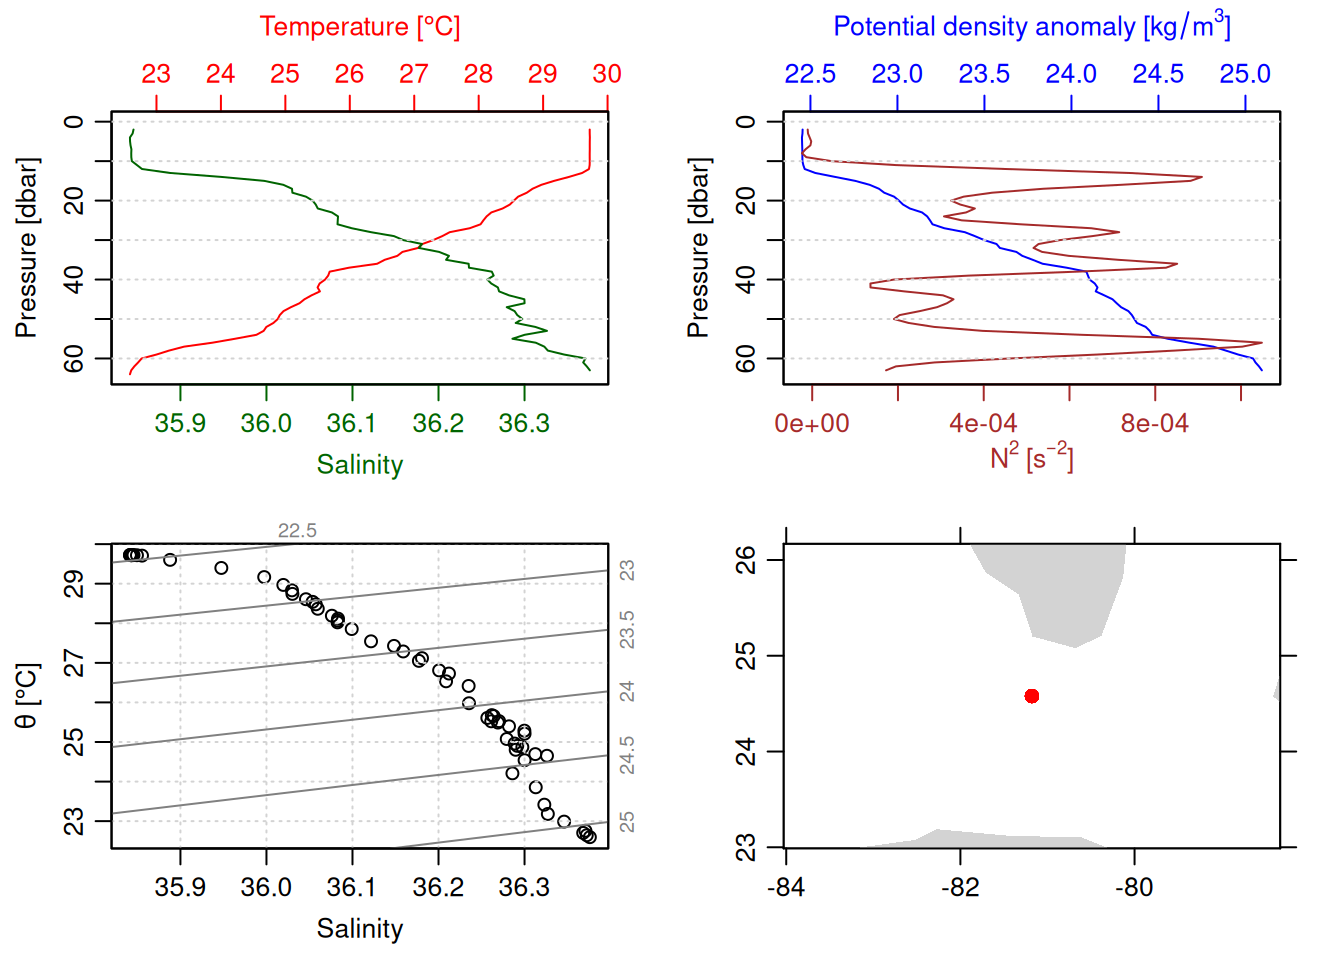 Temperature [°C]
23 24 25 26 27 28 29 30
0
20
40
60
Pressure [dbar]
35.9 36.0 36.1 36.2 36.3
Salinity
Potential density anomaly [kg/m³]
22.5 23.0 23.5 24.0 24.5 25.0
0
20
40
60
Pressure [dbar]
0e+00 4e-04 8e-04
N² [s⁻²]
22.5
23
23.5
24
24.5
25
29
27
25
23
θ [°C]
35.9 36.0 36.1 36.2 36.3
Salinity
26
25
24
23
-84 -82 -80